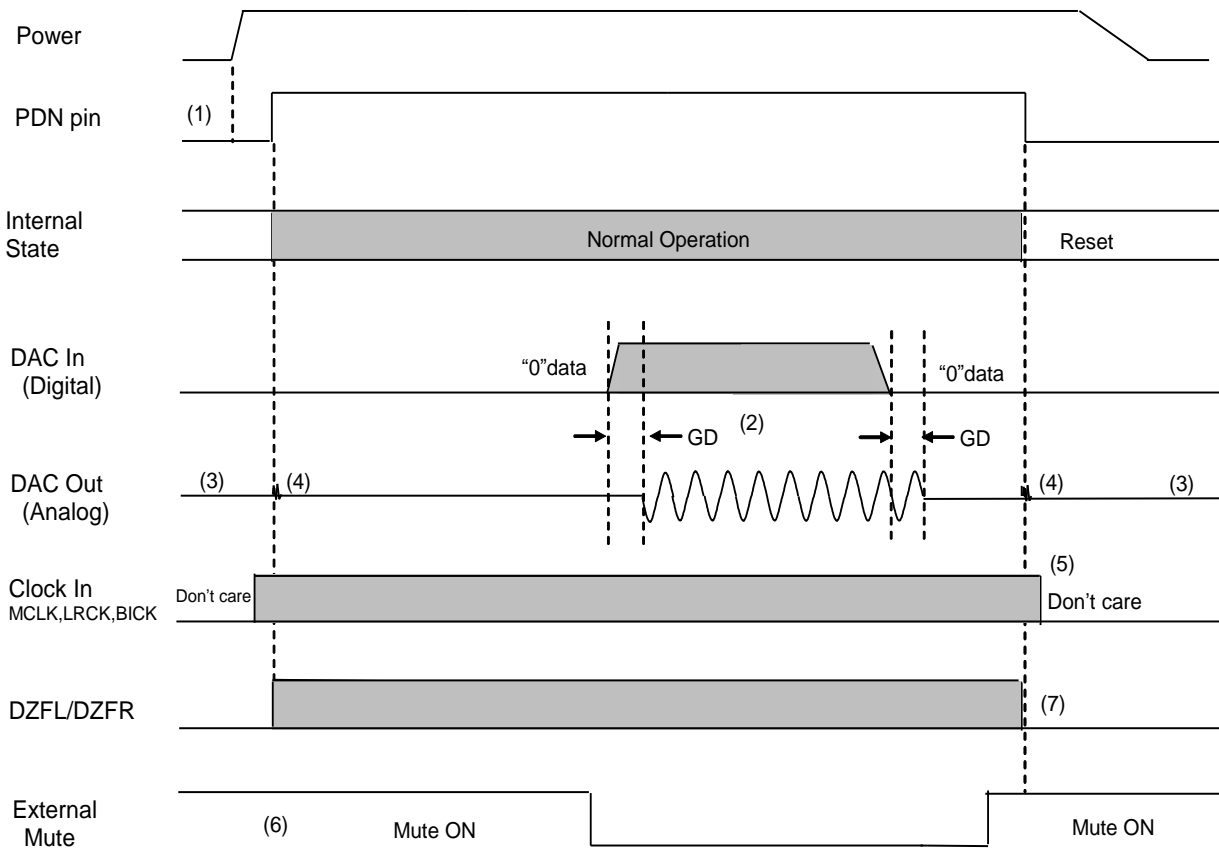 Power
PDN pin
(1)
Internal
State
Normal Operation
Reset
DAC In
(Digital)
“0”data
“0”data
(2)
GD
GD
DAC Out
(Analog)
(3)
(4)
(4)
(3)
Clock In
MCLK,LRCK,BICK
Don’t care
(5)
Don’t care
DZFL/DZFR
(7)
External
Mute
(6)
Mute ON
Mute ON